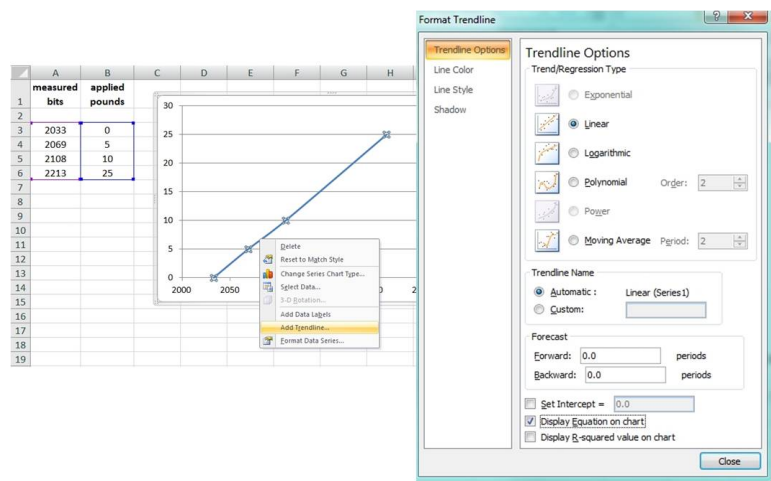 A B C D E F G H
measured applied
1 bits pounds
2
3 2033 0
4 2069 5
5 2108 10
6 2213 25
7
8
9
10
11
12
13
14
15
16
17
18
19
30
25
20
15
10
5
0
2000 2050 2
Delete
Reset to Match Style
Change Series Chart Type...
Select Data...
3-D Rotation...
Add Data Labels
Add Trendline...
Format Data Series...
Format Trendline
Trendline Options
Line Color
Line Style
Shadow
Trendline Options
Trend/Regression Type
Exponential
Linear
Logarithmic
Polynomial Order: 2
Power
Moving Average Period: 2
Trendline Name
Automatic : Linear (Series1)
Custom:
Forecast
Forward: 0.0 periods
Backward: 0.0 periods
Set Intercept = 0.0
Display Equation on chart
Display R-squared value on chart
Close